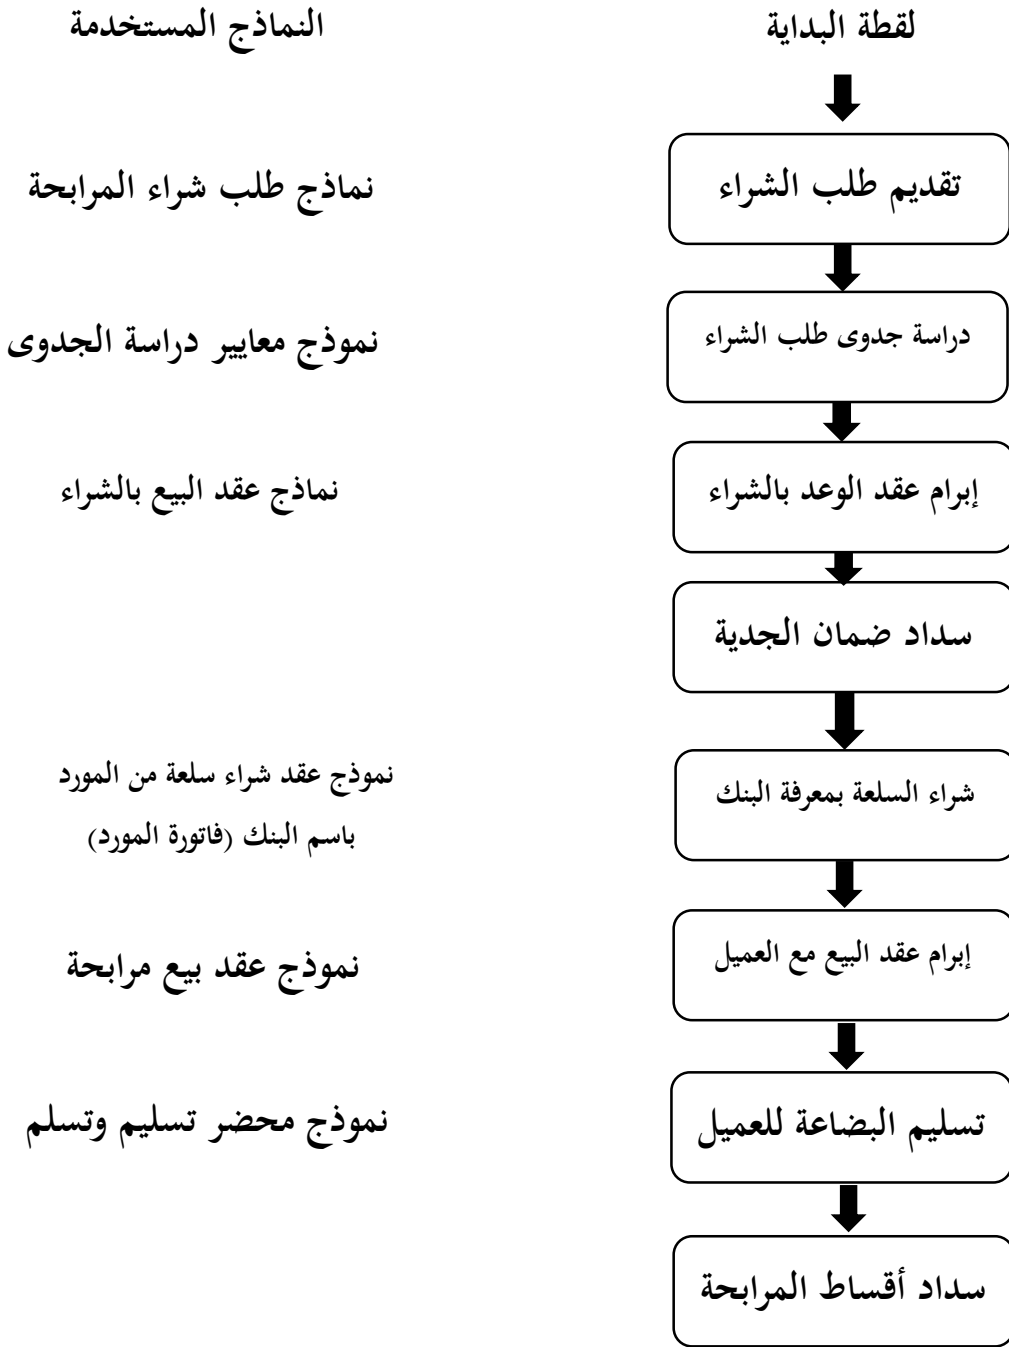 لقطة البداية
النماذج المستخدمة
تقديم طلب الشراء
نماذج طلب شراء المرابحة
دراسة جدوى طلب الشراء
نموذج معايير دراسة الجدوى
إبرام عقد الوعد بالشراء
نماذج عقد البيع بالشراء
سداد ضمان الجدية
شراء السلعة بمعرفة البنك
نموذج عقد شراء سلعة من المورد
باسم البنك (فاتورة المورد)
إبرام عقد البيع مع العميل
نموذج عقد بيع مرابحة
تسليم البضاعة للعميل
نموذج محضر تسليم وتسلم
سداد أقساط المرابحة